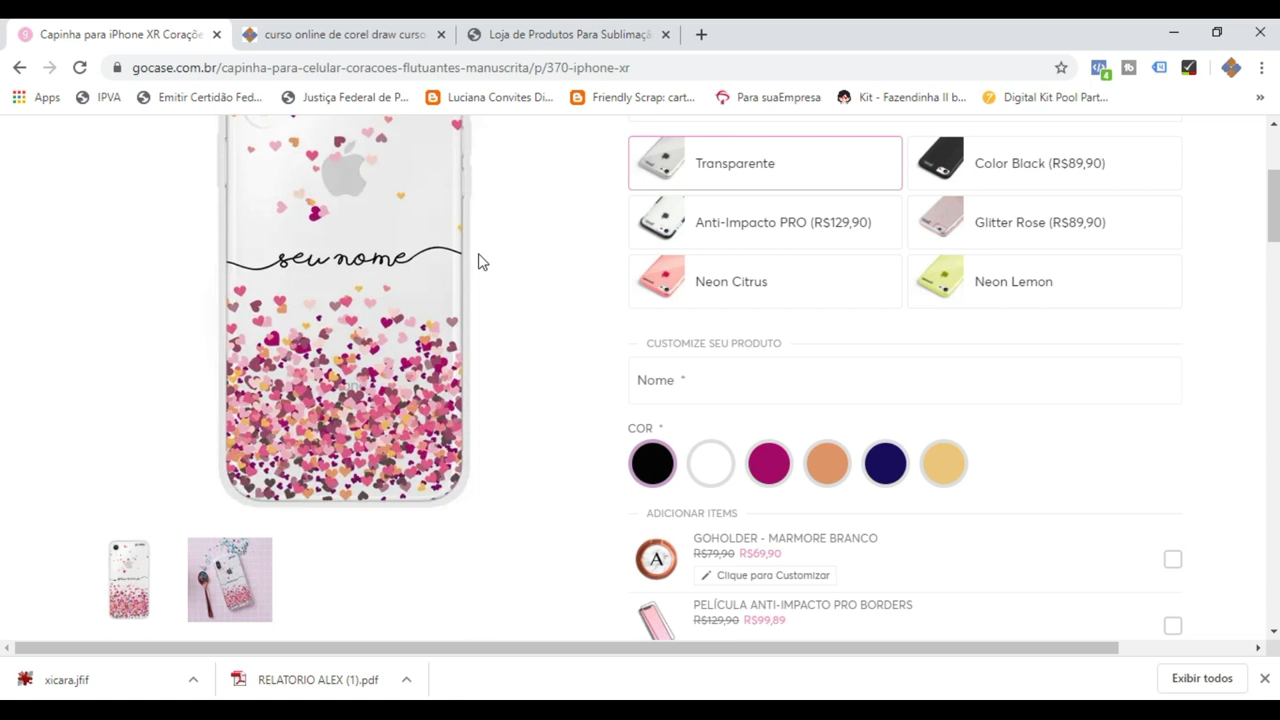 Capinha para iPhone XR Coraçõe
curso online de corel draw curso
Loja de Produtos Para Sublimaçã
gocase.com.br/capinha-para-celular-coracoes-flutuantes-manuscrita/p/370-iphone-xr
4
Apps
IPVA
Emitir Certidão Fed...
Justiça Federal de P...
Luciana Convites Di...
Friendly Scrap: cart...
Para suaEmpresa
Kit - Fazendinha II b...
Digital Kit Pool Part...
»
Transparente
Color Black (R$89,90)
Anti-Impacto PRO (R$129,90)
Glitter Rose (R$89,90)
seu nome
Neon Citrus
Neon Lemon
CUSTOMIZE SEU PRODUTO
Nome *
COR *
ADICIONAR ITEMS
GOHOLDER - MARMORE BRANCO
R$79,90 R$69,90
A
Clique para Customizar
PELÍCULA ANTI-IMPACTO PRO BORDERS
R$129,90 R$99,89
xicara.jfif
RELATORIO ALEX (1).pdf
Exibir todos